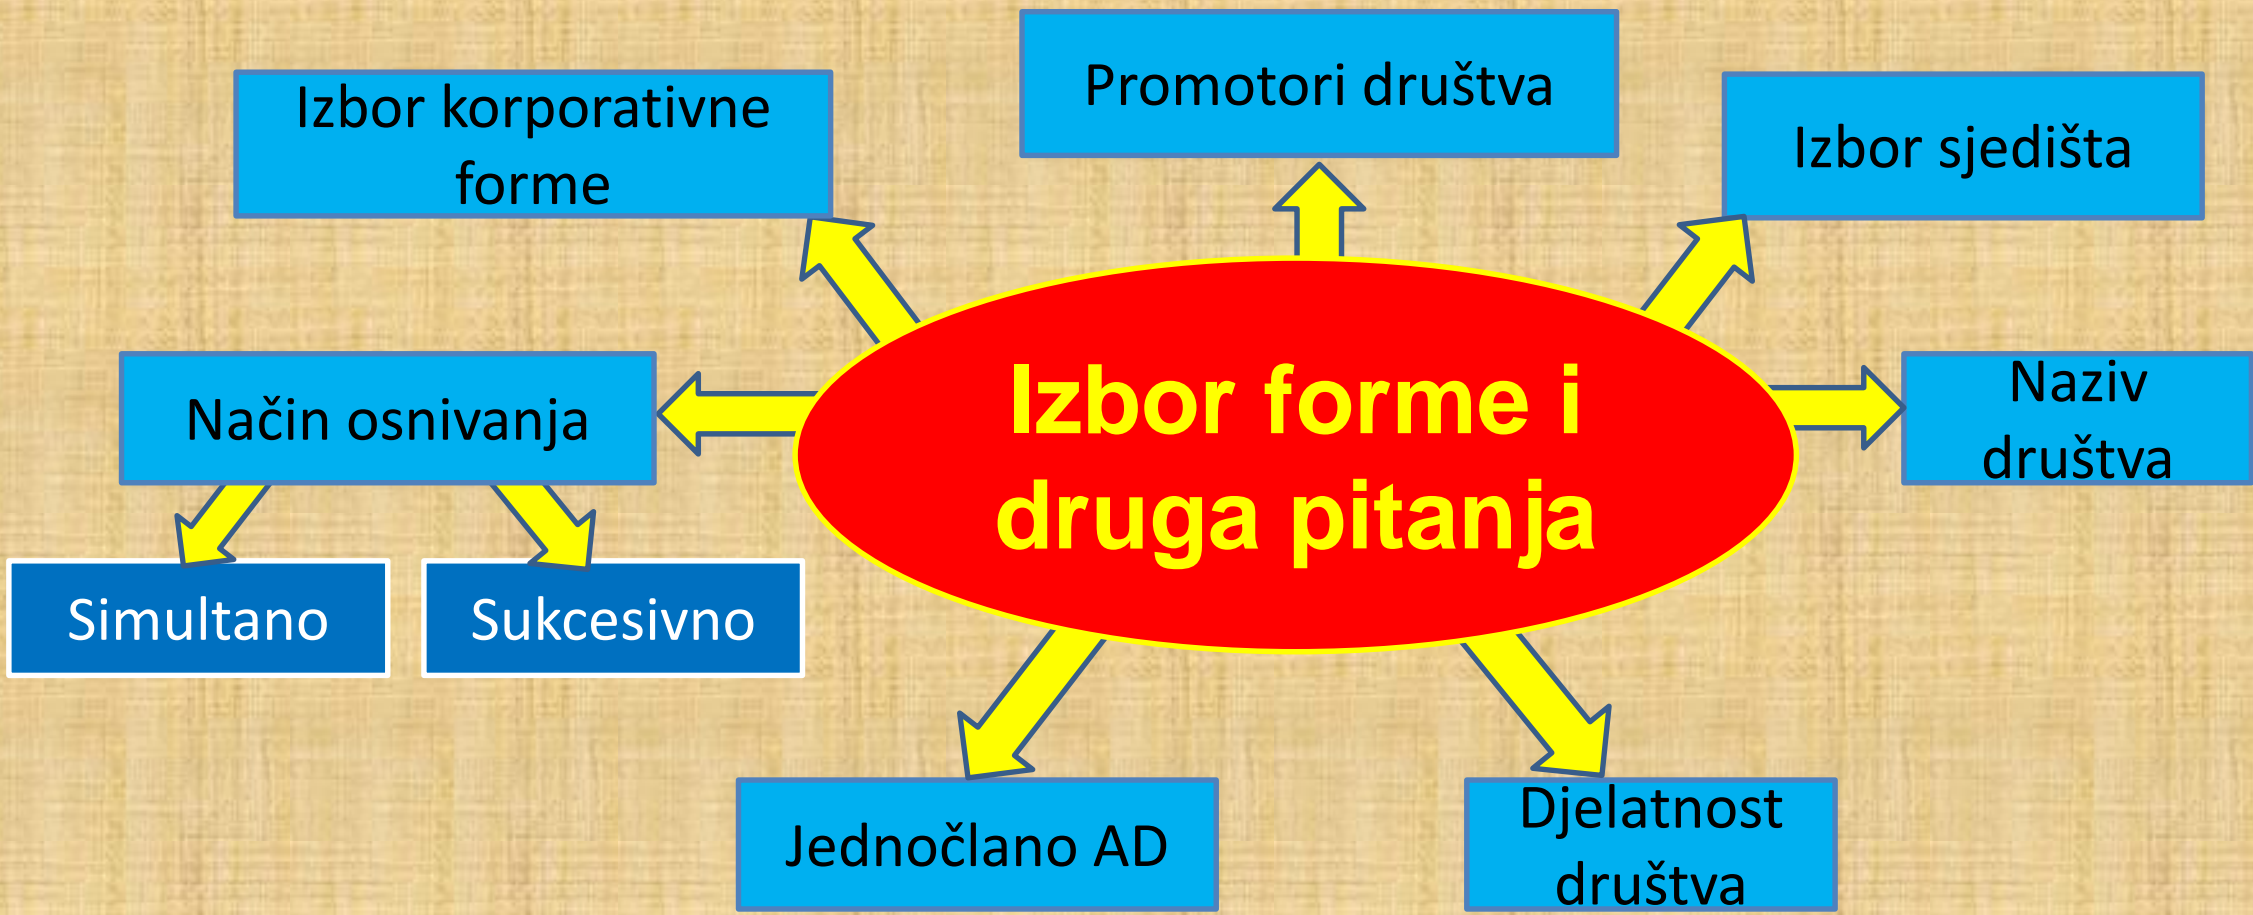 Promotori društva
Izbor korporativne
forme
Izbor sjedišta
Izbor forme i
druga pitanja
Način osnivanja
Naziv
društva
Simultano
Sukcesivno
Jednočlano AD
Djelatnost
društva